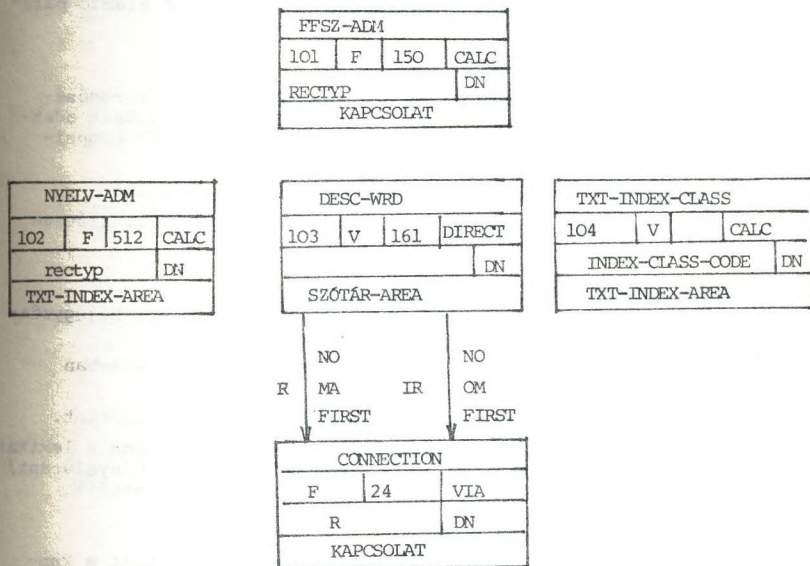 FFSZ-ADM
101 F 150 CALC
RECTYP DN
KAPCSOLAT
NYELV-ADM
102 F 512 CALC
rectyp DN
TXT-INDEX-AREA
DESC-WRD
103 V 161 DIRECT
DN
SZÓTÁR-AREA
TXT-INDEX-CLASS
104 V CALC
INDEX-CLASS-CODE DN
TXT-INDEX-AREA
NO NO
R MA IR OM
FIRST FIRST
CONNECTION
F 24 VIA
R DN
KAPCSOLAT